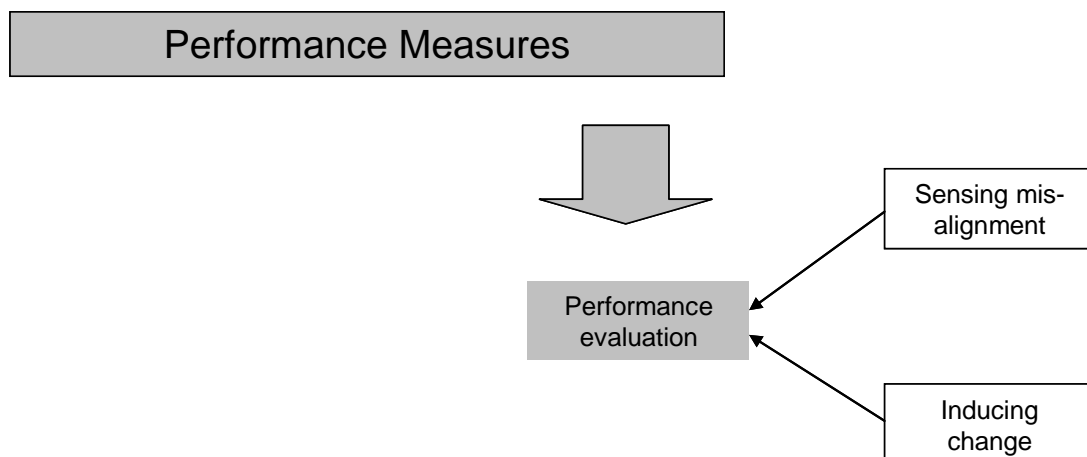 Performance Measures
Sensing mis-
alignment
Performance
evaluation
Inducing
change